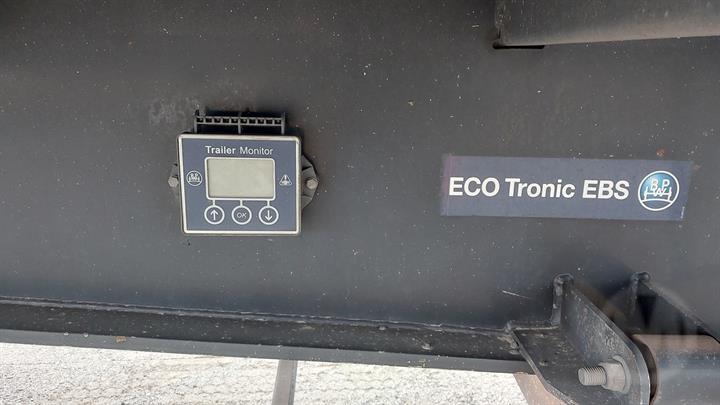 Trailer Monitor
OK
ECO Tronic EBS
BPW